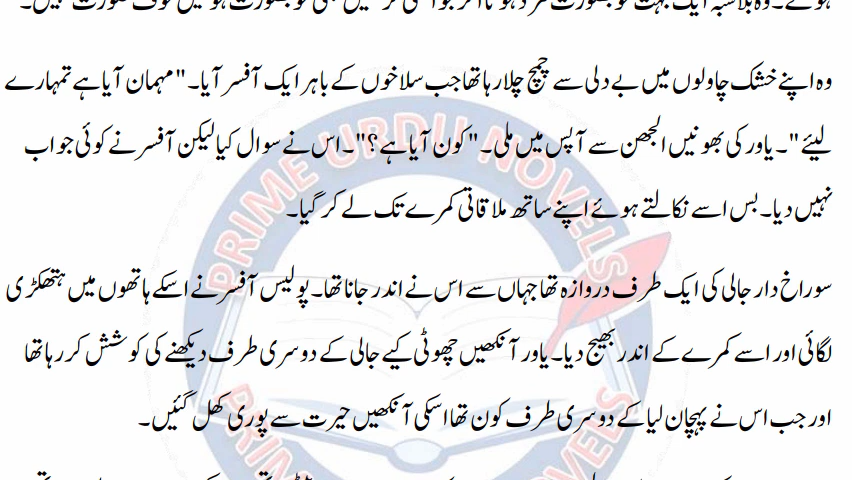 وہ اپنے خشک چاولوں میں بے دلی سے چمچ چلا رہا تھا جب سلاخوں کے باہر ایک آفسر آیا۔ "مہمان آیا ہے تمہارے
لیئے"۔ یاور کی بھونیں الجھن سے آپس میں ملی۔ "کون آیا ہے؟"۔ اس نے سوال کیا لیکن آفسر نے کوئی جواب
نہیں دیا۔ بس اسے نکالتے ہوئے اپنے ساتھ ملاقاتی کمرے تک لے کر گیا۔
سوراخ دار جالی کی ایک طرف دروازہ تھا جہاں سے اس نے اندر جانا تھا۔ پولیس آفسر نے اسکے ہاتھوں میں ہتھکڑی
لگائی اور اسے کمرے کے اندر بھیج دیا۔ یاور آنکھیں چھوٹی کیے جالی کے دوسری طرف دیکھنے کی کوشش کر رہا تھا
اور جب اس نے پہچان لیا کے دوسری طرف کون تھا اسکی آنکھیں حیرت سے پوری کھل گئیں۔
PRIME URDU NOVELS